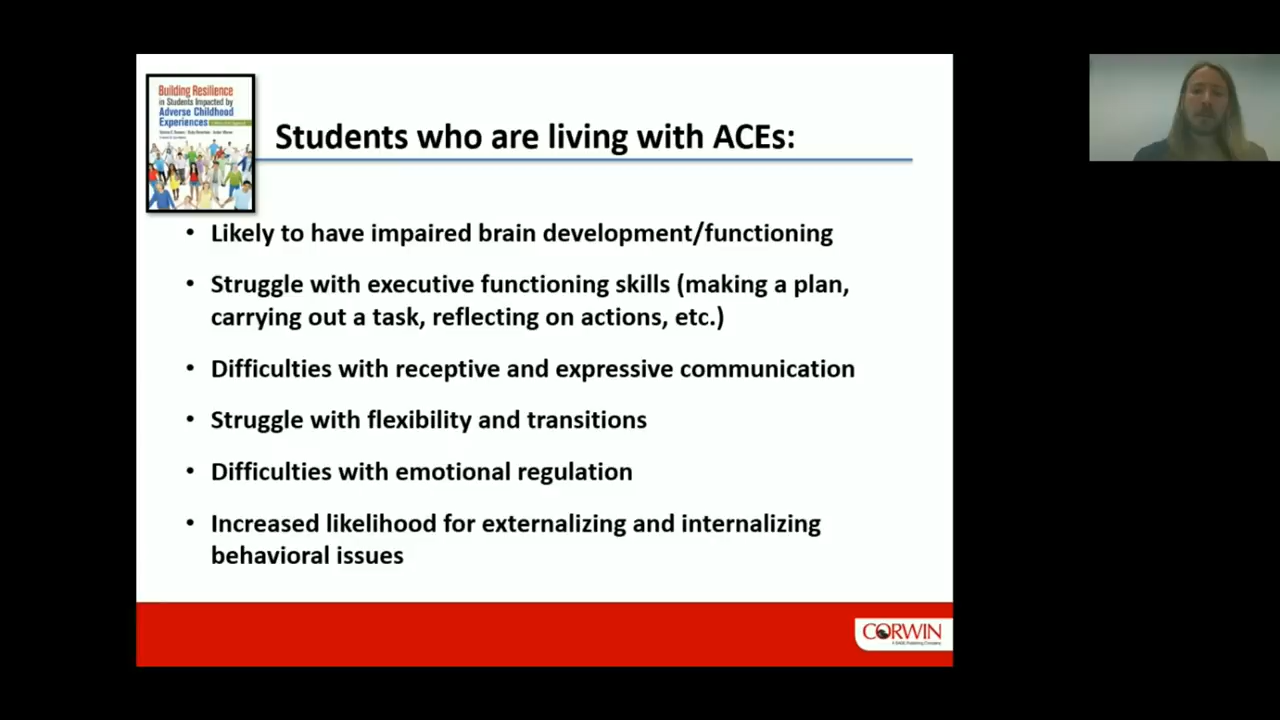 Building Resilience
in Students Impacted by
Adverse Childhood
Experiences
Students who are living with ACEs:
• Likely to have impaired brain development/functioning
• Struggle with executive functioning skills (making a plan,
carrying out a task, reflecting on actions, etc.)
• Difficulties with receptive and expressive communication
• Struggle with flexibility and transitions
• Difficulties with emotional regulation
• Increased likelihood for externalizing and internalizing
behavioral issues
CORWIN
A SAGE Publishing Company